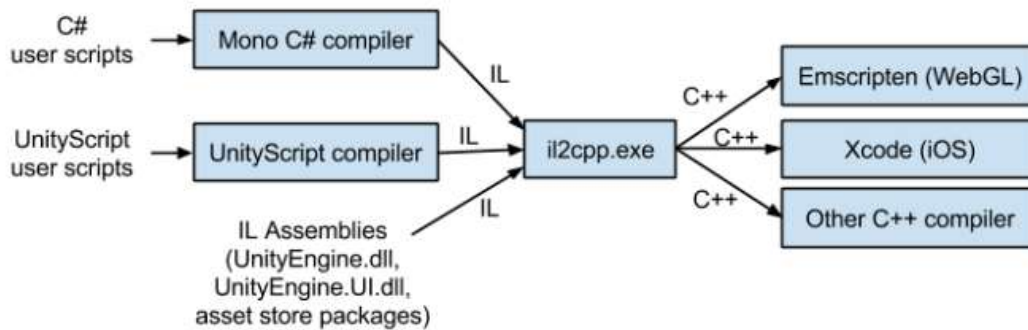 C#
user scripts
Mono C# compiler
IL
C++
Emscripten (WebGL)
UnityScript
user scripts
UnityScript compiler
IL
il2cpp.exe
C++
Xcode (iOS)
IL
C++
Other C++ compiler
IL Assemblies
(UnityEngine.dll,
UnityEngine.UI.dll,
asset store packages)